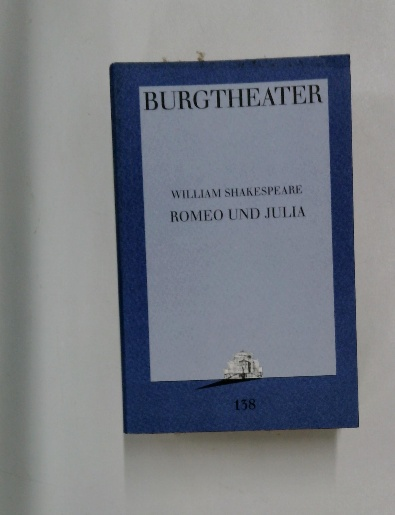 BURGTHEATER
WILLIAM SHAKESPEARE
ROMEO UND JULIA
138